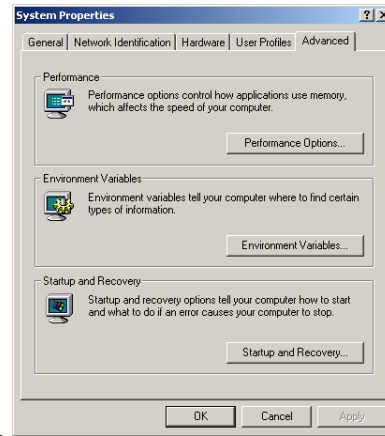 System Properties
General Network Identification Hardware User Profiles Advanced
Performance
Performance options control how applications use memory,
which affects the speed of your computer.
Performance Options...
Environment Variables
Environment variables tell your computer where to find certain
types of information.
Environment Variables...
Startup and Recovery
Startup and recovery options tell your computer how to start
and what to do if an error causes your computer to stop.
Startup and Recovery...
OK Cancel Apply